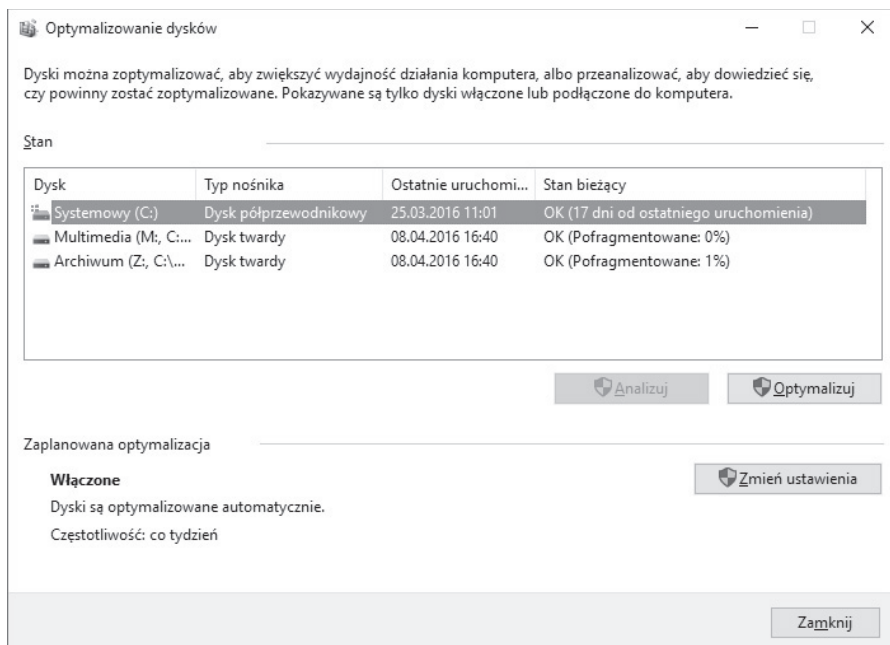 Optymalizowanie dysków
Dyski można zoptymalizować, aby zwiększyć wydajność działania komputera, albo przeanalizować, aby dowiedzieć się,
czy powinny zostać zoptymalizowane. Pokazywane są tylko dyski włączone lub podłączone do komputera.
Stan
Dysk Typ nośnika Ostatnie uruchomi... Stan bieżący
Systemowy (C:) Dysk półprzewodnikowy 25.03.2016 11:01 OK (17 dni od ostatniego uruchomienia)
Multimedia (M:, C:... Dysk twardy 08.04.2016 16:40 OK (Pofragmentowane: 0%)
Archiwum (Z:, C:\... Dysk twardy 08.04.2016 16:40 OK (Pofragmentowane: 1%)
Analizuj Optymalizuj
Zaplanowana optymalizacja
Włączone Zmień ustawienia
Dyski są optymalizowane automatycznie.
Częstotliwość: co tydzień
Zamknij